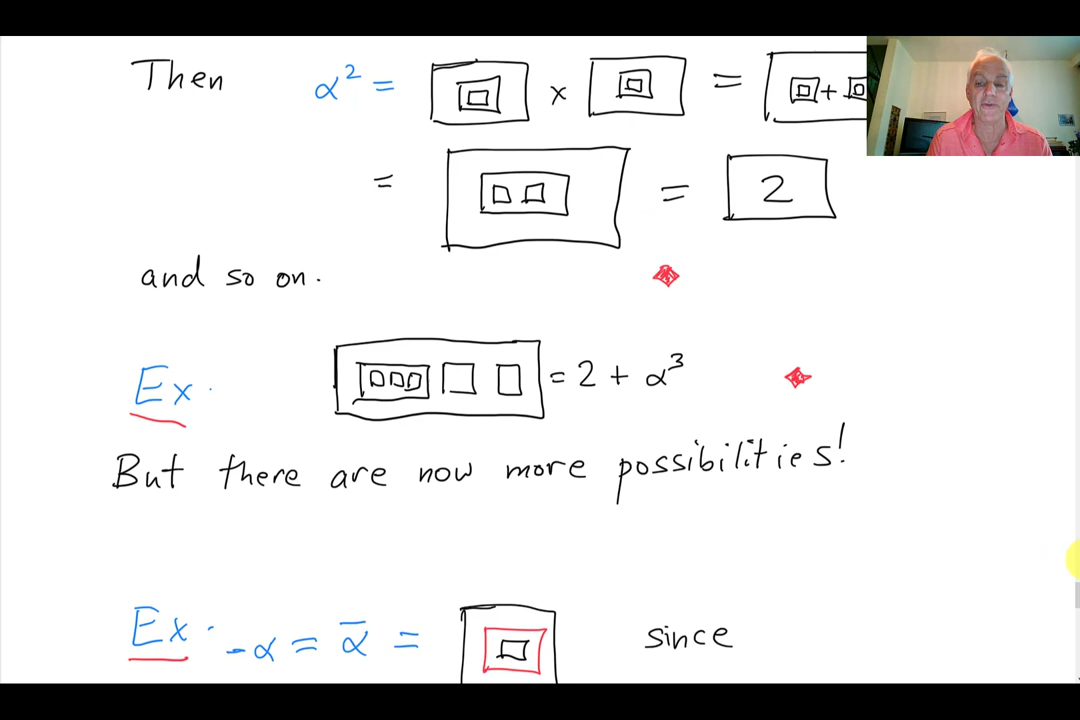 Then α² = □ × □ = □ + □
= □ □ = 2
and so on.
Ex. □□□ □ □ = 2 + α³
But there are now more possibilities!
Ex. -α = ᾱ = □ since